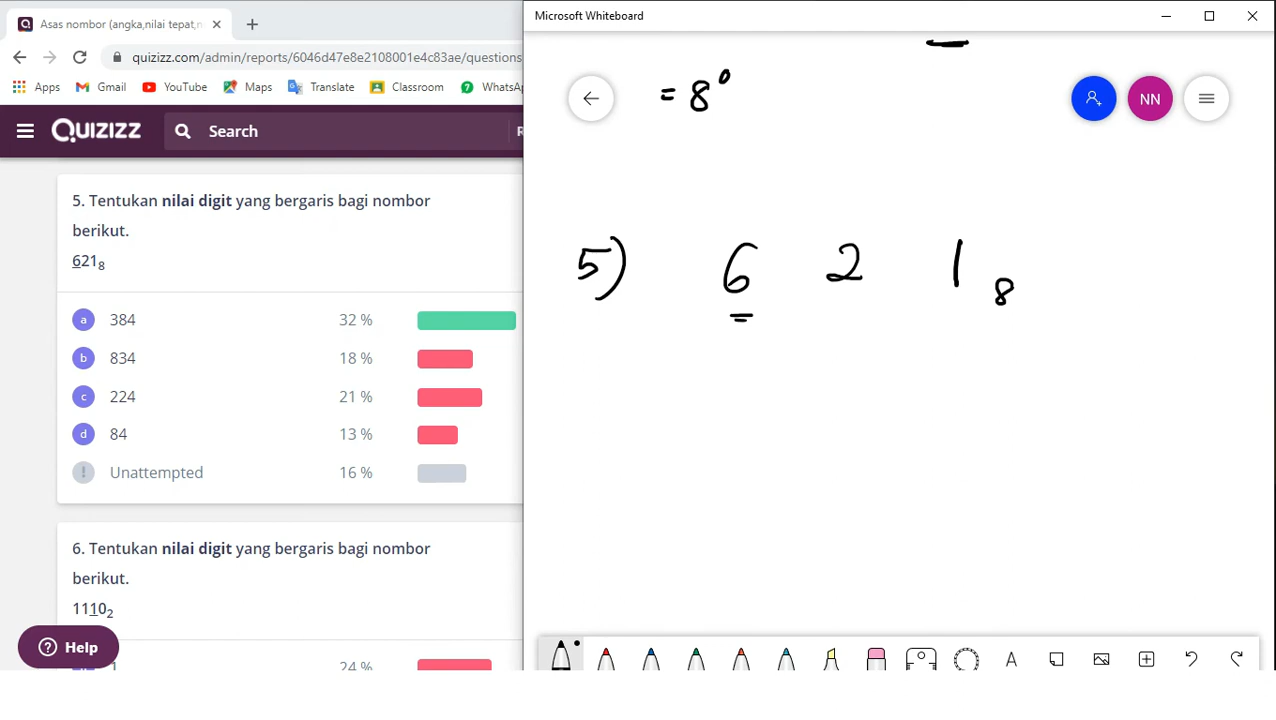 Asas nombor (angka,nilai tepat,n
quizizz.com/admin/reports/6046d47e8e2108001e4c83ae/questions
Apps Gmail YouTube Maps Translate Classroom WhatsAp
QUIZIZZ Search R
5. Tentukan nilai digit yang bergaris bagi nombor
berikut.
621₈
a 384 32 %
b 834 18 %
c 224 21 %
d 84 13 %
! Unattempted 16 %
6. Tentukan nilai digit yang bergaris bagi nombor
berikut.
1110₂
1 24 %
? Help
Microsoft Whiteboard
= 8⁰
NN
5) 6 2 1 ₈
A